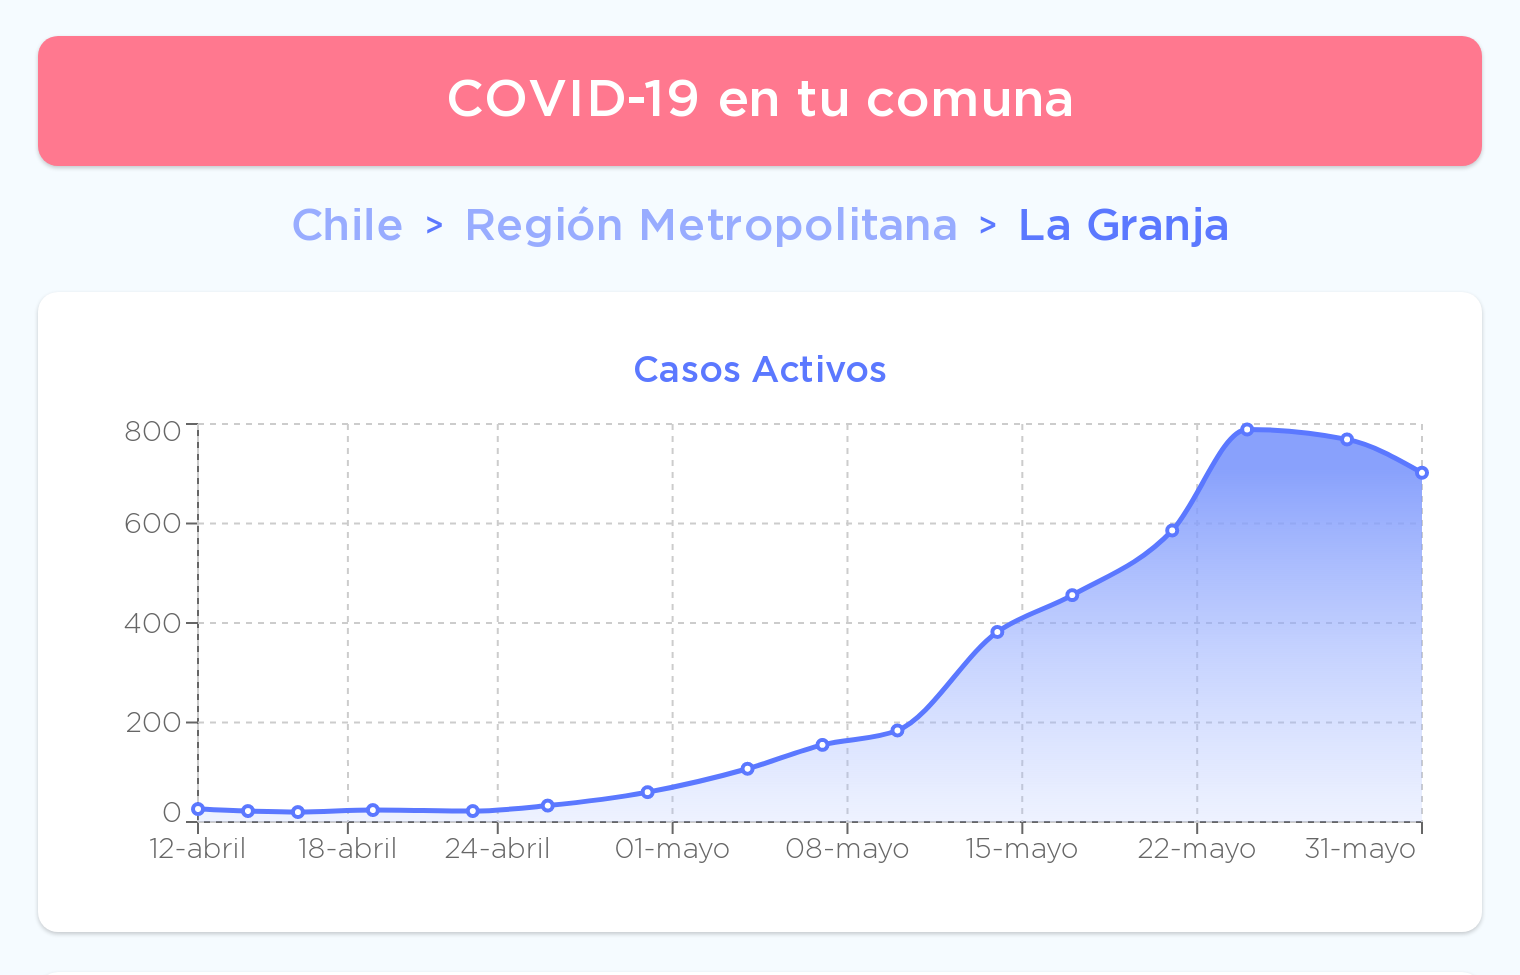 COVID-19 en tu comuna
Chile > Región Metropolitana > La Granja
Casos Activos
800
600
400
200
0
12-abril 18-abril 24-abril 01-mayo 08-mayo 15-mayo 22-mayo 31-mayo